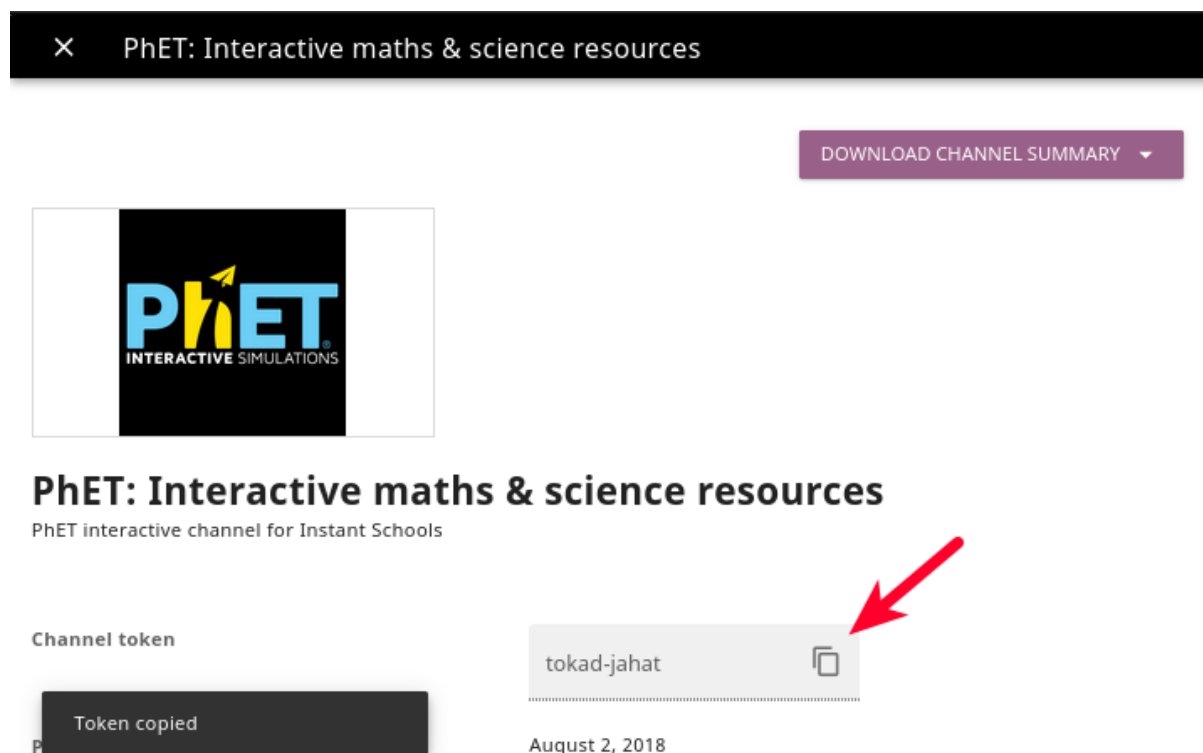 PhET: Interactive maths & science resources
DOWNLOAD CHANNEL SUMMARY
PhET
INTERACTIVE SIMULATIONS
PhET: Interactive maths & science resources
PhET interactive channel for Instant Schools
Channel token
tokad-jahat
Token copied
August 2, 2018